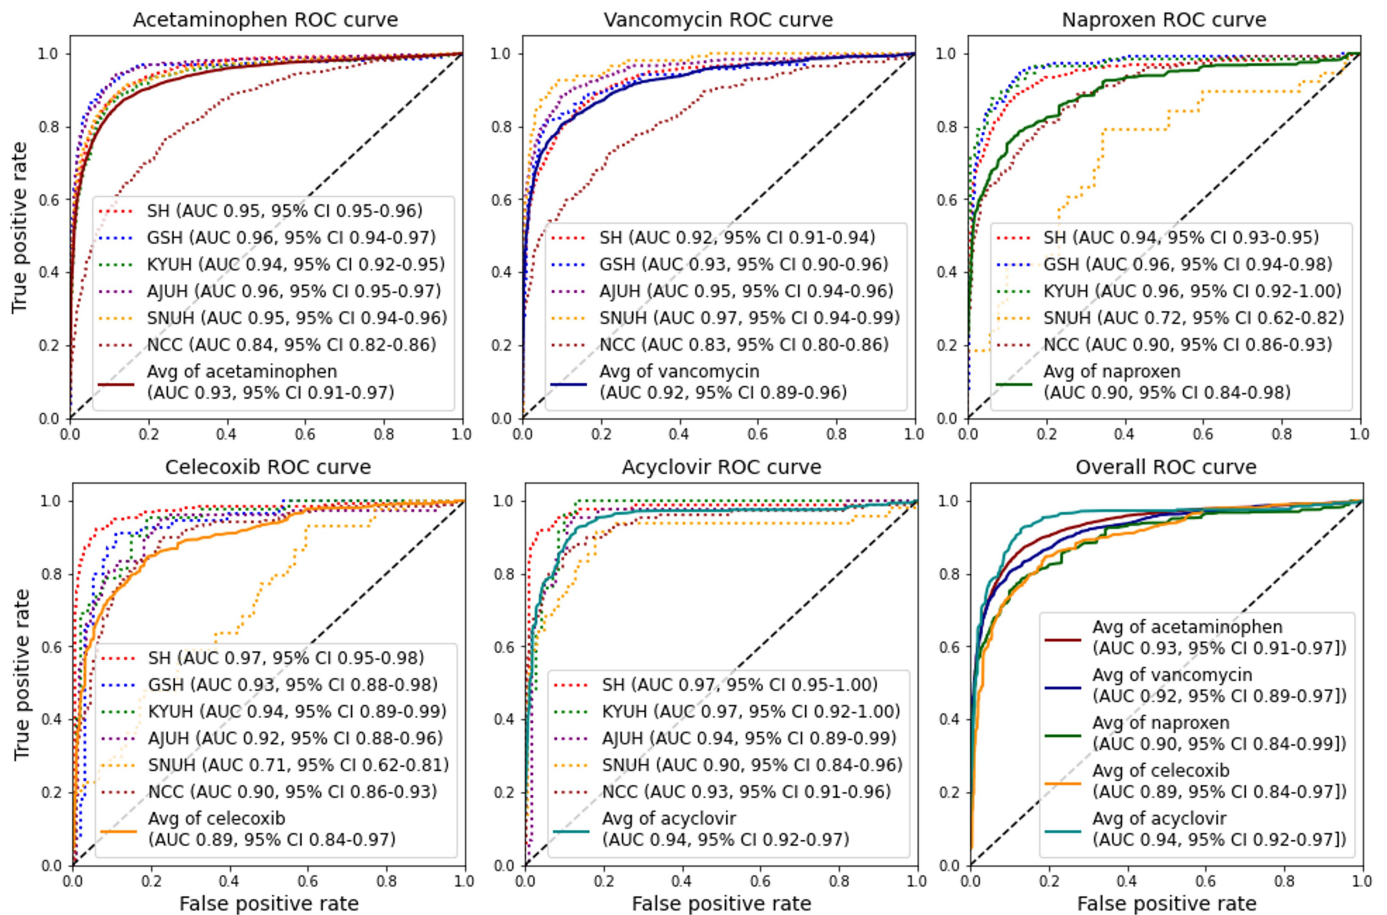 Acetaminophen ROC curve
True positive rate
1.0
0.8
0.6
0.4
0.2
0.0
SH (AUC 0.95, 95% CI 0.95-0.96)
GSH (AUC 0.96, 95% CI 0.94-0.97)
KYUH (AUC 0.94, 95% CI 0.92-0.95)
AJUH (AUC 0.96, 95% CI 0.95-0.97)
SNUH (AUC 0.95, 95% CI 0.94-0.96)
NCC (AUC 0.84, 95% CI 0.82-0.86)
Avg of acetaminophen
(AUC 0.93, 95% CI 0.91-0.97)
0.0 0.2 0.4 0.6 0.8 1.0
Vancomycin ROC curve
1.0
0.8
0.6
0.4
0.2
0.0
SH (AUC 0.92, 95% CI 0.91-0.94)
GSH (AUC 0.93, 95% CI 0.90-0.96)
AJUH (AUC 0.95, 95% CI 0.94-0.96)
SNUH (AUC 0.97, 95% CI 0.94-0.99)
NCC (AUC 0.83, 95% CI 0.80-0.86)
Avg of vancomycin
(AUC 0.92, 95% CI 0.89-0.96)
0.0 0.2 0.4 0.6 0.8 1.0
Naproxen ROC curve
1.0
0.8
0.6
0.4
0.2
0.0
SH (AUC 0.94, 95% CI 0.93-0.95)
GSH (AUC 0.96, 95% CI 0.94-0.98)
KYUH (AUC 0.96, 95% CI 0.92-1.00)
SNUH (AUC 0.72, 95% CI 0.62-0.82)
NCC (AUC 0.90, 95% CI 0.86-0.93)
Avg of naproxen
(AUC 0.90, 95% CI 0.84-0.98)
0.0 0.2 0.4 0.6 0.8 1.0
Celecoxib ROC curve
True positive rate
1.0
0.8
0.6
0.4
0.2
0.0
SH (AUC 0.97, 95% CI 0.95-0.98)
GSH (AUC 0.93, 95% CI 0.88-0.98)
KYUH (AUC 0.94, 95% CI 0.89-0.99)
AJUH (AUC 0.92, 95% CI 0.88-0.96)
SNUH (AUC 0.71, 95% CI 0.62-0.81)
NCC (AUC 0.90, 95% CI 0.86-0.93)
Avg of celecoxib
(AUC 0.89, 95% CI 0.84-0.97)
0.0 0.2 0.4 0.6 0.8 1.0
False positive rate
Acyclovir ROC curve
1.0
0.8
0.6
0.4
0.2
0.0
SH (AUC 0.97, 95% CI 0.95-1.00)
KYUH (AUC 0.97, 95% CI 0.92-1.00)
AJUH (AUC 0.94, 95% CI 0.89-0.99)
SNUH (AUC 0.90, 95% CI 0.84-0.96)
NCC (AUC 0.93, 95% CI 0.91-0.96)
Avg of acyclovir
(AUC 0.94, 95% CI 0.92-0.97)
0.0 0.2 0.4 0.6 0.8 1.0
False positive rate
Overall ROC curve
1.0
0.8
0.6
0.4
0.2
0.0
Avg of acetaminophen
(AUC 0.93, 95% CI 0.91-0.97])
Avg of vancomycin
(AUC 0.92, 95% CI 0.89-0.97])
Avg of naproxen
(AUC 0.90, 95% CI 0.84-0.99])
Avg of celecoxib
(AUC 0.89, 95% CI 0.84-0.97])
Avg of acyclovir
(AUC 0.94, 95% CI 0.92-0.97])
0.0 0.2 0.4 0.6 0.8 1.0
False positive rate